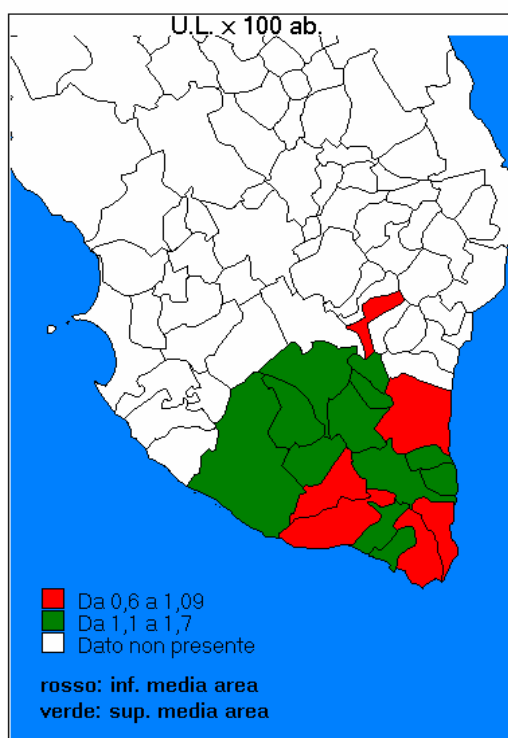 U.L. x 100 ab.
Da 0,6 a 1,09
Da 1,1 a 1,7
Dato non presente
rosso: inf. media area
verde: sup. media area